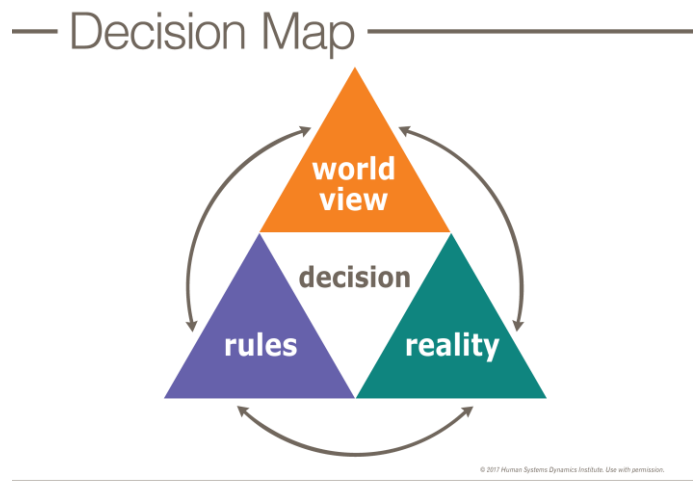 Decision Map
world
view
decision
rules
reality
© 2017 Human Systems Dynamics Institute. Use with permission.